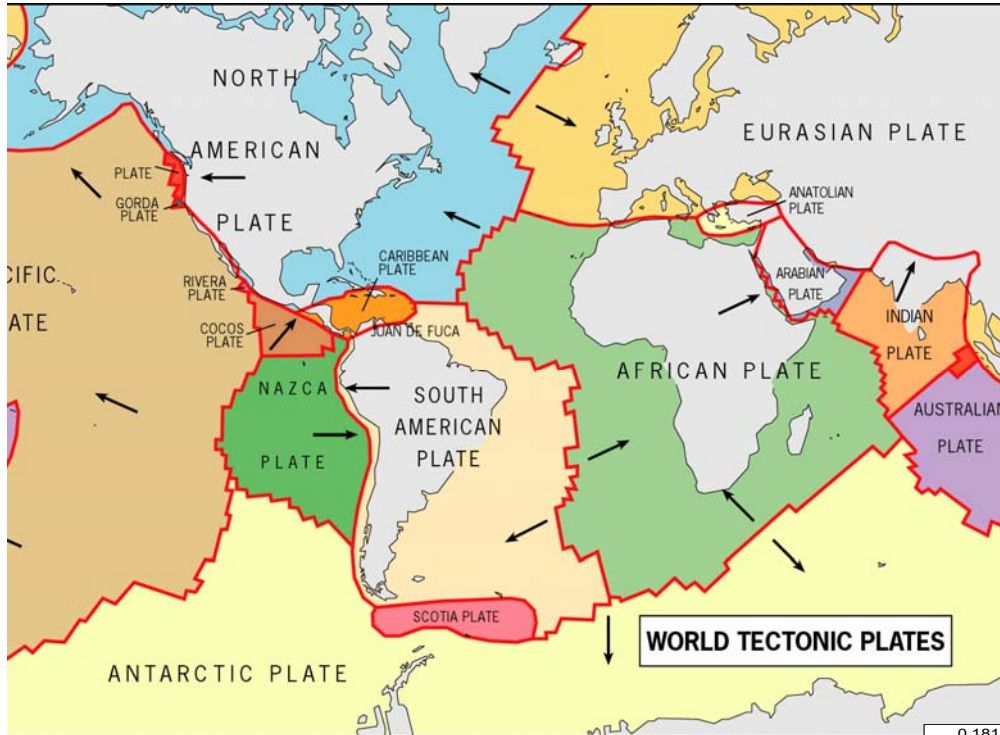 NORTH
AMERICAN
PLATE
EURASIAN PLATE
PLATE
GORDA
PLATE
ANATOLIAN
PLATE
CARIBBEAN
PLATE
ARABIAN
PLATE
CIFIC
ATE
RIVERA
PLATE
COCOS
PLATE
JUAN DE FUCA
INDIAN
PLATE
AFRICAN PLATE
NAZCA
PLATE
SOUTH
AMERICAN
PLATE
AUSTRALIAN
PLATE
SCOTIA PLATE
WORLD TECTONIC PLATES
ANTARCTIC PLATE
0.181